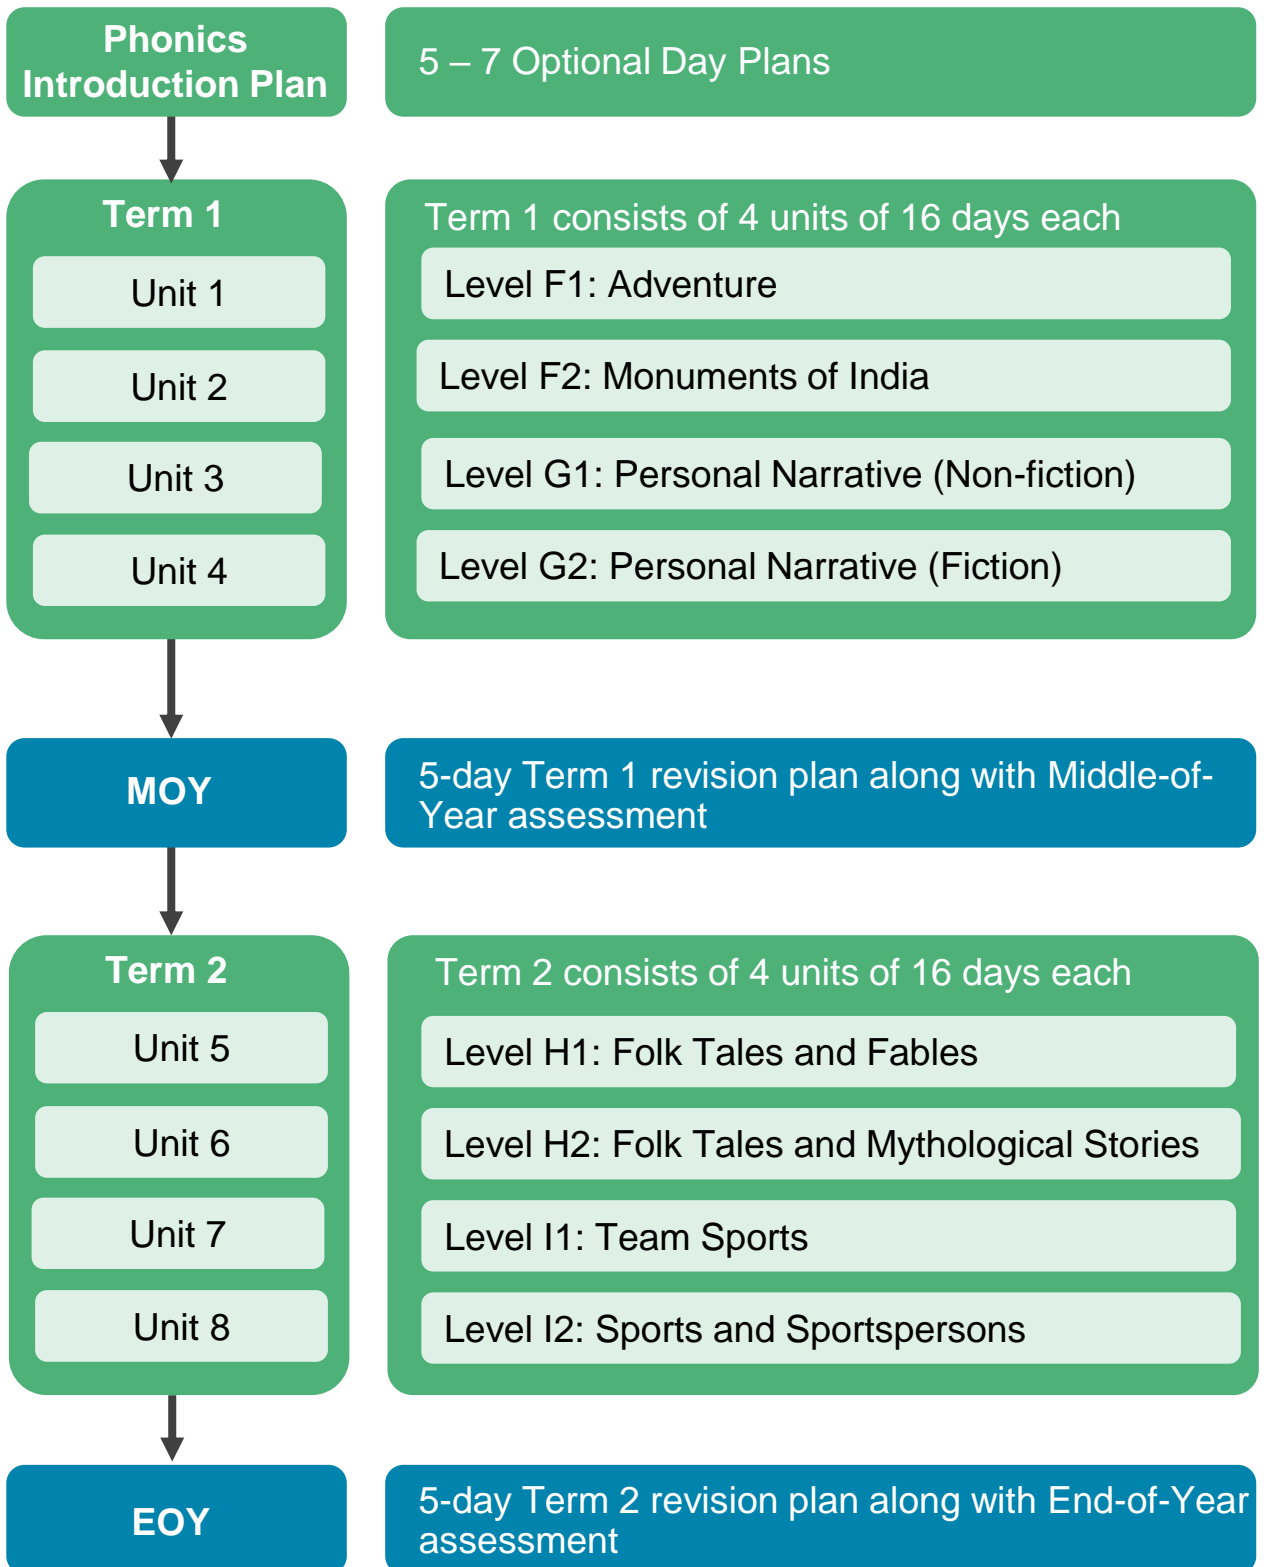 Phonics
Introduction Plan
5 – 7 Optional Day Plans
Term 1
Unit 1
Unit 2
Unit 3
Unit 4
Term 1 consists of 4 units of 16 days each
Level F1: Adventure
Level F2: Monuments of India
Level G1: Personal Narrative (Non-fiction)
Level G2: Personal Narrative (Fiction)
MOY
5-day Term 1 revision plan along with Middle-of-
Year assessment
Term 2
Unit 5
Unit 6
Unit 7
Unit 8
Term 2 consists of 4 units of 16 days each
Level H1: Folk Tales and Fables
Level H2: Folk Tales and Mythological Stories
Level I1: Team Sports
Level I2: Sports and Sportspersons
EOY
5-day Term 2 revision plan along with End-of-Year
assessment